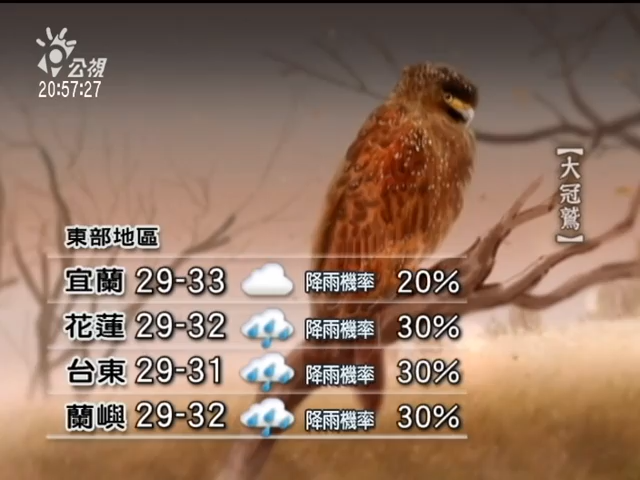 公視
20:57:27
【大冠鷲】
東部地區
宜蘭 29-33 降雨機率 20%
花蓮 29-32 降雨機率 30%
台東 29-31 降雨機率 30%
蘭嶼 29-32 降雨機率 30%